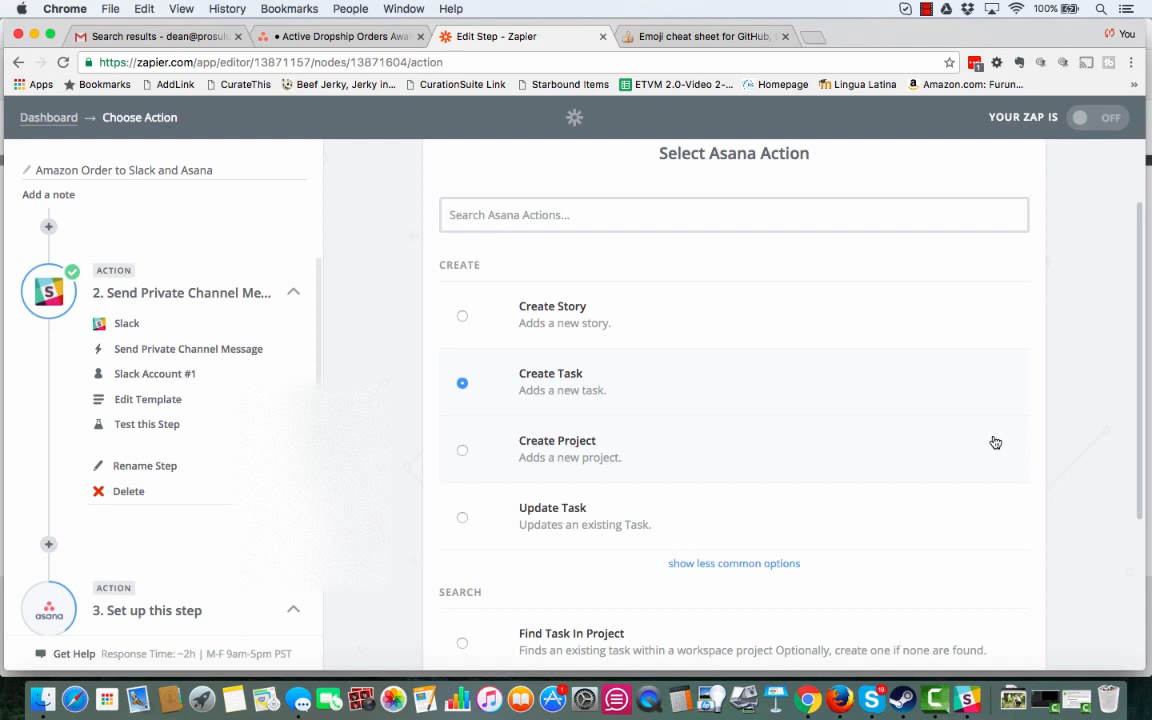 Chrome File Edit View History Bookmarks People Window Help 100%
Search results - dean@prosul
• Active Dropship Orders Awai
Edit Step - Zapier
Emoji cheat sheet for GitHub,
You
https://zapier.com/app/editor/13871157/nodes/13871604/action
Apps Bookmarks AddLink CurateThis Beef Jerky, Jerky in... CurationSuite Link Starbound Items ETVM 2.0-Video 2-... Homepage Lingua Latina Amazon.com: Furun... »
Dashboard → Choose Action
YOUR ZAP IS OFF
Amazon Order to Slack and Asana
Add a note
ACTION
2. Send Private Channel Me...
Slack
Send Private Channel Message
Slack Account #1
Edit Template
Test this Step
Rename Step
Delete
ACTION
asana
3. Set up this step
Get Help Response Time: ~2h | M-F 9am-5pm PST
Select Asana Action
Search Asana Actions...
CREATE
Create Story
Adds a new story.
Create Task
Adds a new task.
Create Project
Adds a new project.
Update Task
Updates an existing Task.
show less common options
SEARCH
Find Task In Project
Finds an existing task within a workspace project Optionally, create one if none are found.